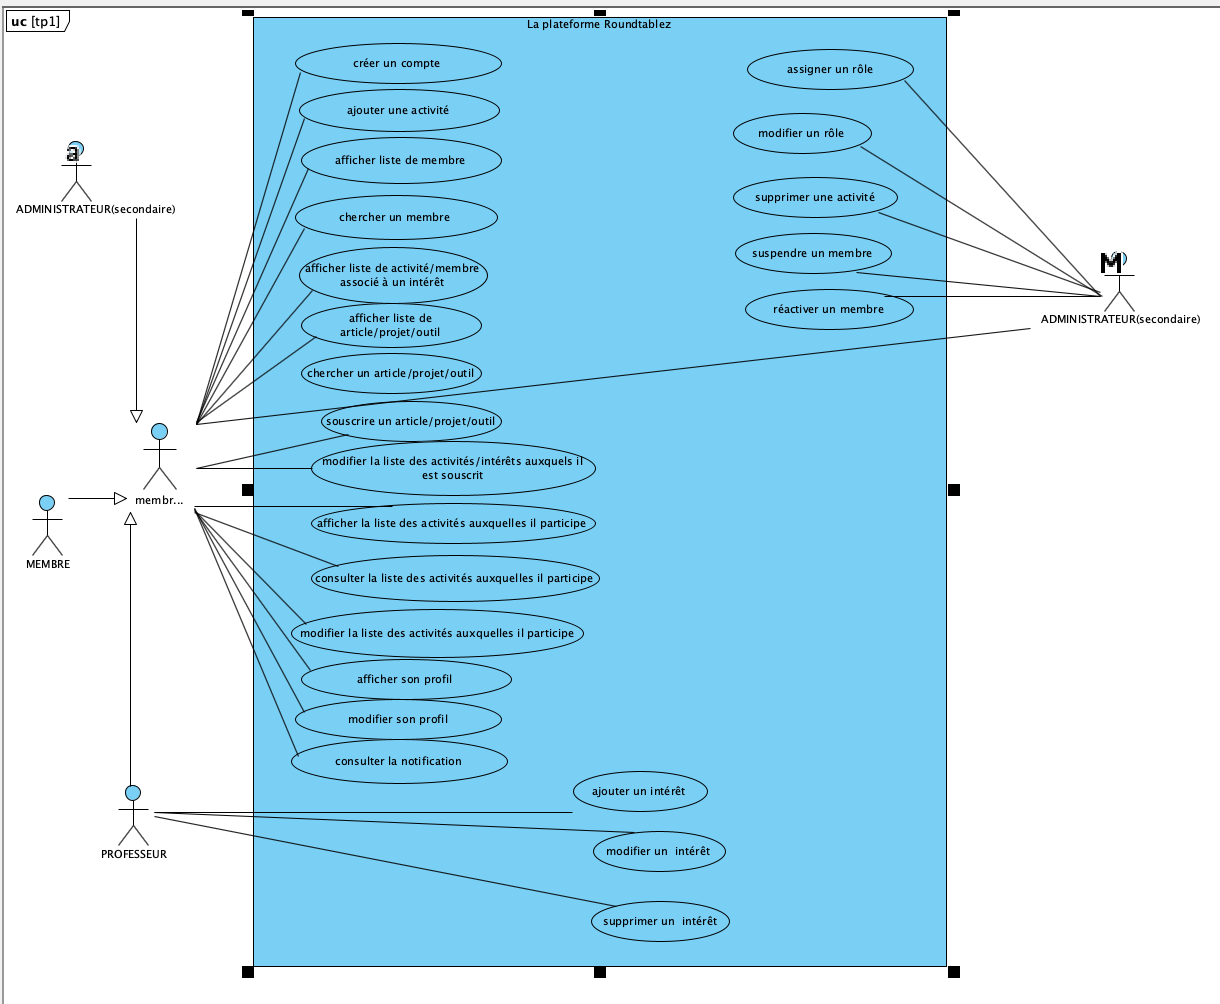 uc [tp1]
La plateforme Roundtablez
créer un compte
ajouter une activité
afficher liste de membre
chercher un membre
afficher liste de activité/membre
associé à un intérêt
afficher liste de
article/projet/outil
chercher un article/projet/outil
souscrire un article/projet/outil
modifier la liste des activités/intérêts auxquels il
est souscrit
afficher la liste des activités auxquelles il participe
consulter la liste des activités auxquelles il participe
modifier la liste des activités auxquelles il participe
afficher son profil
modifier son profil
consulter la notification
ajouter un intérêt
modifier un intérêt
supprimer un intérêt
assigner un rôle
modifier un rôle
supprimer une activité
suspendre un membre
réactiver un membre
a
ADMINISTRATEUR(secondaire)
membr...
MEMBRE
PROFESSEUR
M
ADMINISTRATEUR(secondaire)